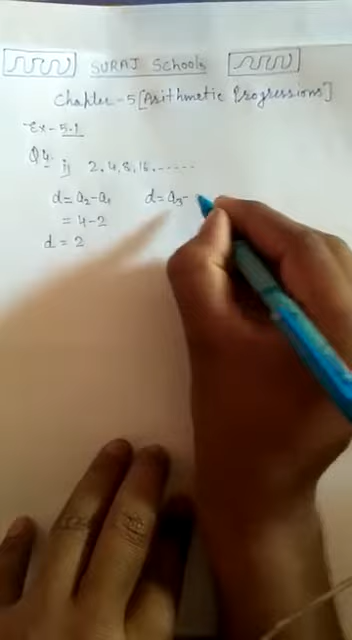 SURAJ Schools
Chapter-5 [Arithmetic Progressions]
Ex-5.1
Q4. i) 2, 4, 8, 16......
d = a₂ - a₁ d = a₃ -
= 4 - 2
d = 2